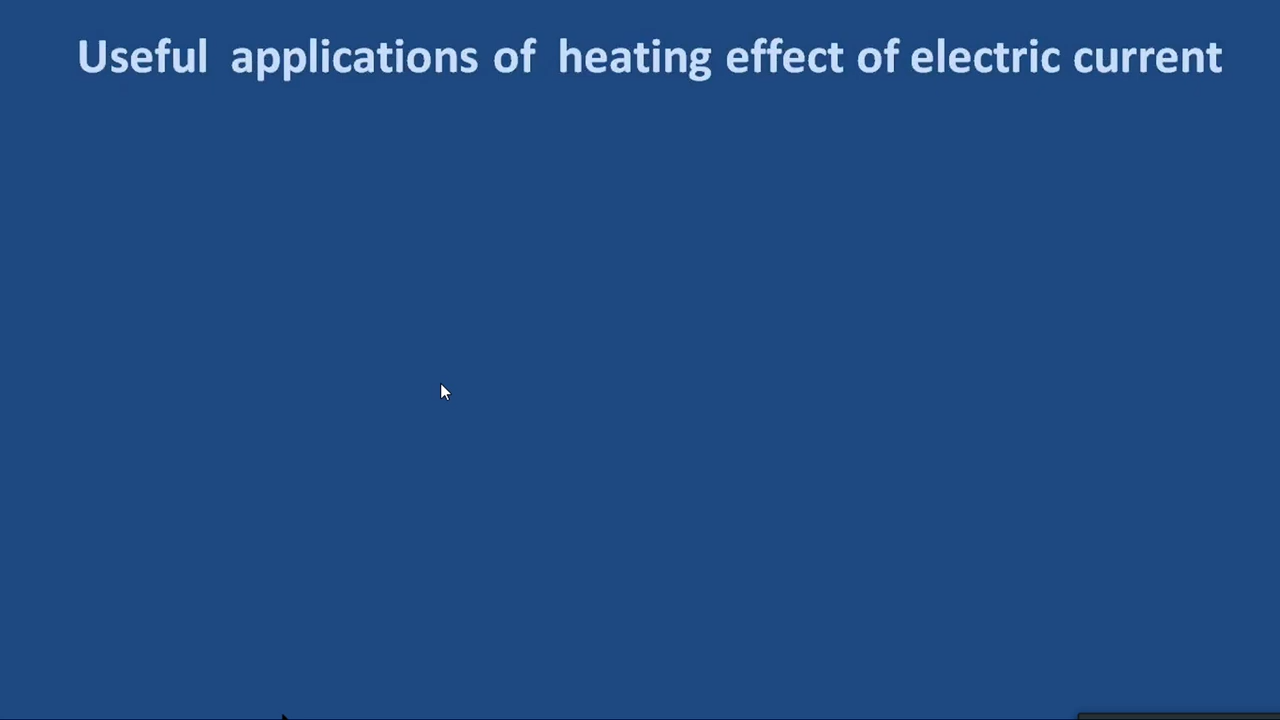 Useful applications of heating effect of electric current